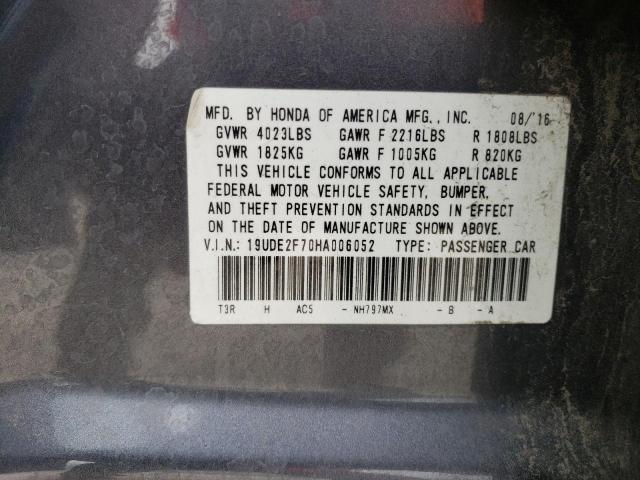 MFD. BY HONDA OF AMERICA MFG., INC. 08/'16
GVWR 4023LBS GAWR F 2216LBS R 1808LBS
GVWR 1825KG GAWR F 1005KG R 820KG
THIS VEHICLE CONFORMS TO ALL APPLICABLE
FEDERAL MOTOR VEHICLE SAFETY, BUMPER,
AND THEFT PREVENTION STANDARDS IN EFFECT
ON THE DATE OF MANUFACTURE SHOWN ABOVE.
V.I.N.: 19UDE2F70HA006052 TYPE: PASSENGER CAR
T3R H AC5 - NH797MX - B - A